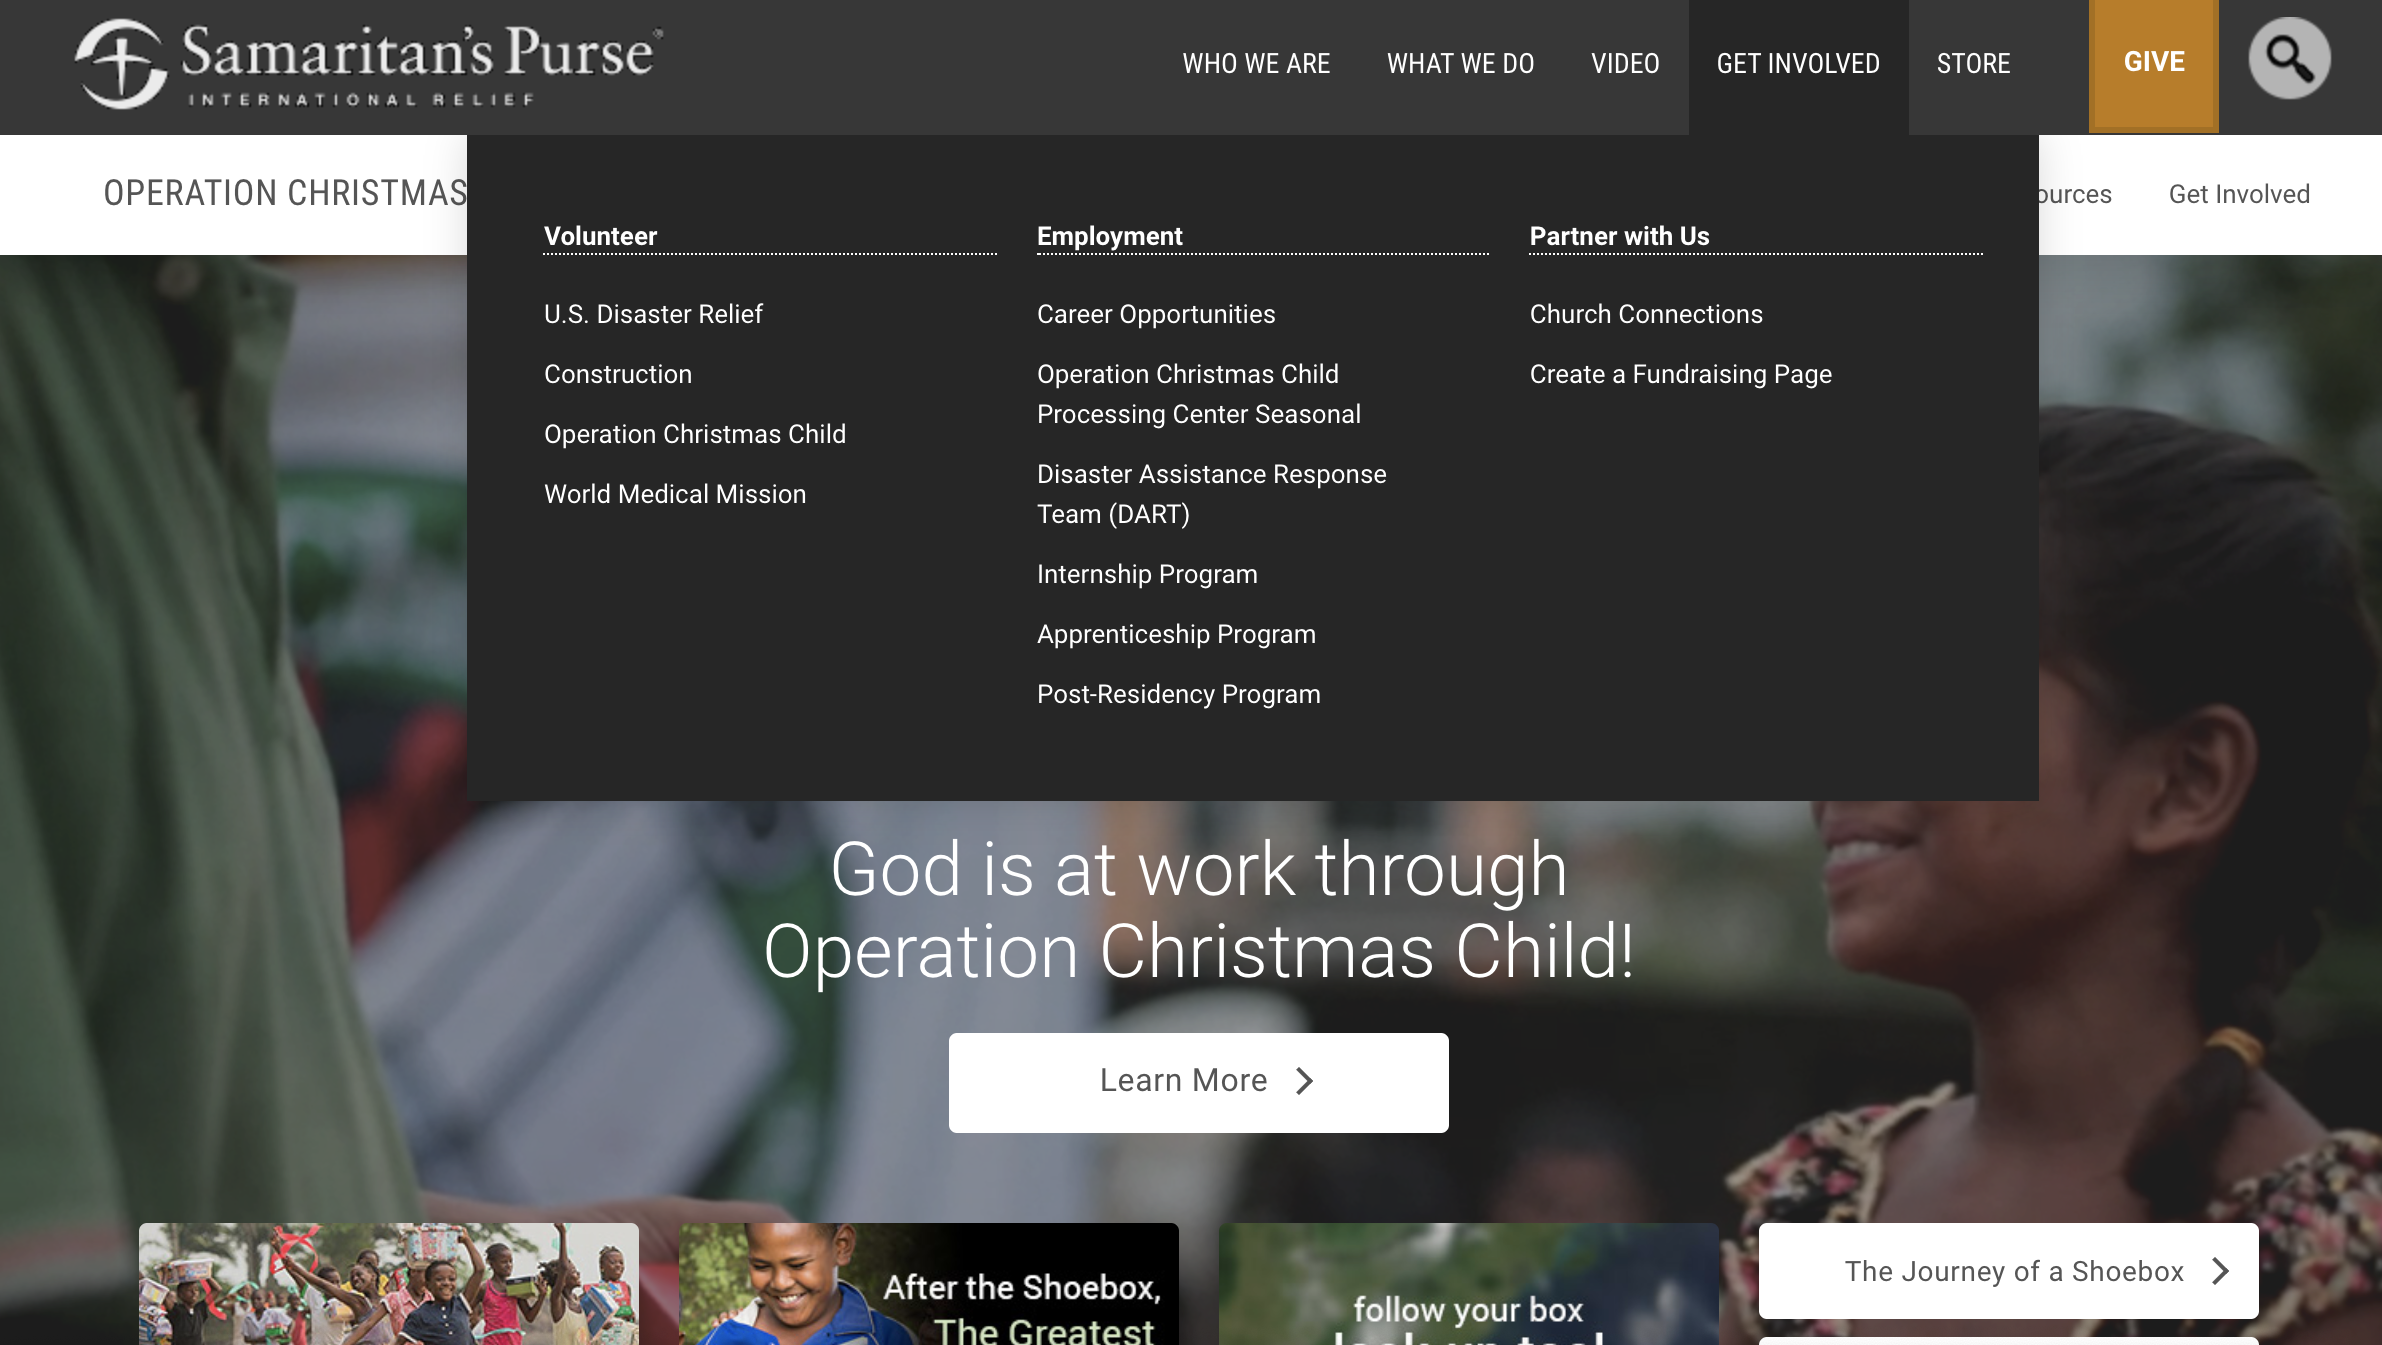 Samaritan's Purse®
INTERNATIONAL RELIEF
WHO WE ARE
WHAT WE DO
VIDEO
GET INVOLVED
STORE
GIVE
OPERATION CHRISTMAS
Get Involved
Volunteer
U.S. Disaster Relief
Construction
Operation Christmas Child
World Medical Mission
Employment
Career Opportunities
Operation Christmas Child
Processing Center Seasonal
Disaster Assistance Response
Team (DART)
Internship Program
Apprenticeship Program
Post-Residency Program
Partner with Us
Church Connections
Create a Fundraising Page
God is at work through
Operation Christmas Child!
Learn More
After the Shoebox,
The Greatest
follow your box
The Journey of a Shoebox